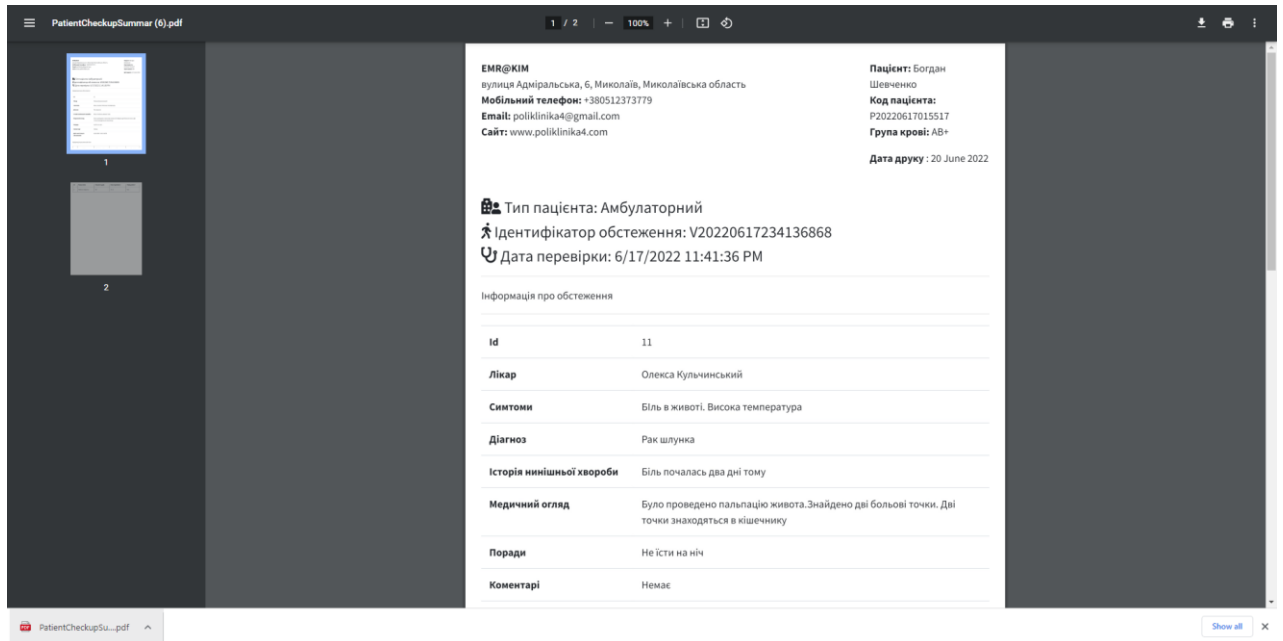 PatientCheckupSummar (6).pdf
1 / 2
100%
1
2
EMR@KIM
вулиця Адміральська, 6, Миколаїв, Миколаївська область
Мобільний телефон: +380512373779
Email: poliklinika4@gmail.com
Сайт: www.poliklinika4.com
Пацієнт: Богдан
Шевченко
Код пацієнта:
P20220617015517
Група крові: AB+
Дата друку : 20 June 2022
Тип пацієнта: Амбулаторний
Ідентифікатор обстеження: V20220617234136868
Дата перевірки: 6/17/2022 11:41:36 PM
Інформація про обстеження
Id 11
Лікар Олекса Кульчинський
Симтоми Біль в животі. Висока температура
Діагноз Рак шлунка
Історія нинішньої хвороби Біль почалась два дні тому
Медичний огляд Було проведено пальпацію живота.Знайдено дві больові точки. Дві
точки знаходяться в кішечнику
Поради Не їсти на ніч
Коментарі Немає
PatientCheckupSu....pdf
Show all